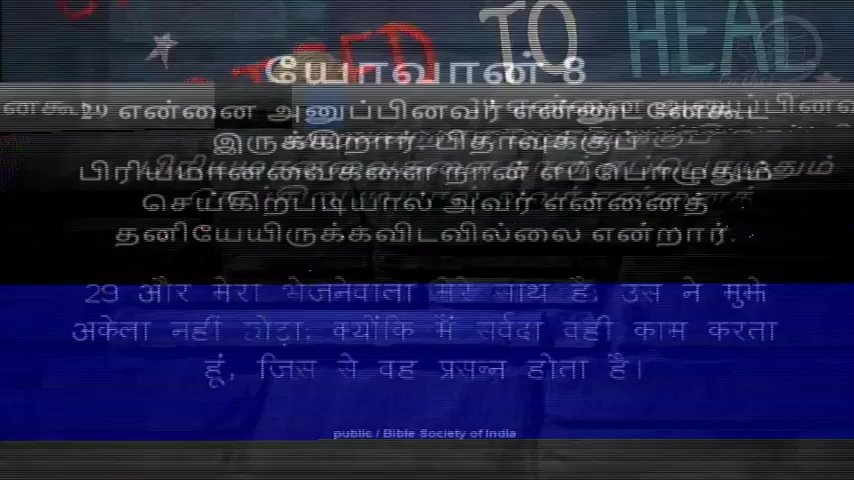 TO HEAL
யோவான் 8
29 என்னை அனுப்பினவர் என்னுடனேகூட
இருக்கிறார், பிதாவுக்குப்
பிரியமானவைகளை நான் எப்பொழுதும்
செய்கிறபடியால் அவர் என்னைத்
தனியேயிருக்கவிடவில்லை என்றார்.
29 और मेरा भेजनेवाला मेरे साथ है; उस ने मुझे
अकेला नहीं छोड़ा; क्योंकि मैं सर्वदा वही काम करता
हूं, जिस से वह प्रसन्न होता है।
public / Bible Society of India